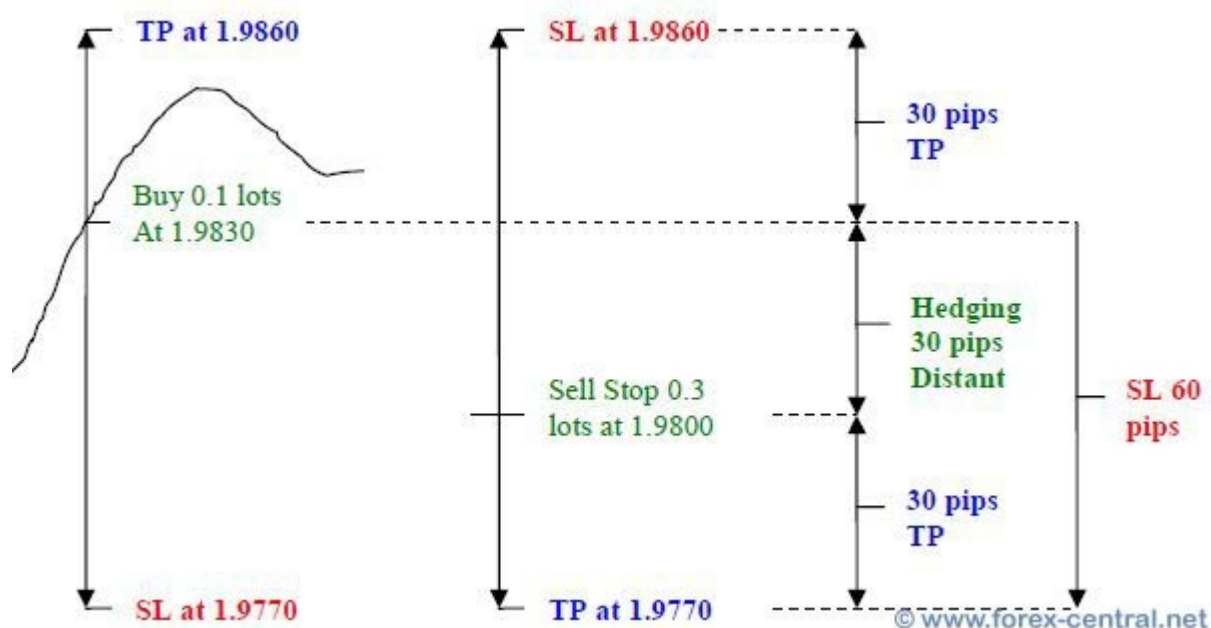 TP at 1.9860
SL at 1.9860
30 pips
TP
Buy 0.1 lots
At 1.9830
Hedging
30 pips
Distant
Sell Stop 0.3
lots at 1.9800
SL 60
pips
30 pips
TP
SL at 1.9770
TP at 1.9770
© www.forex-central.net